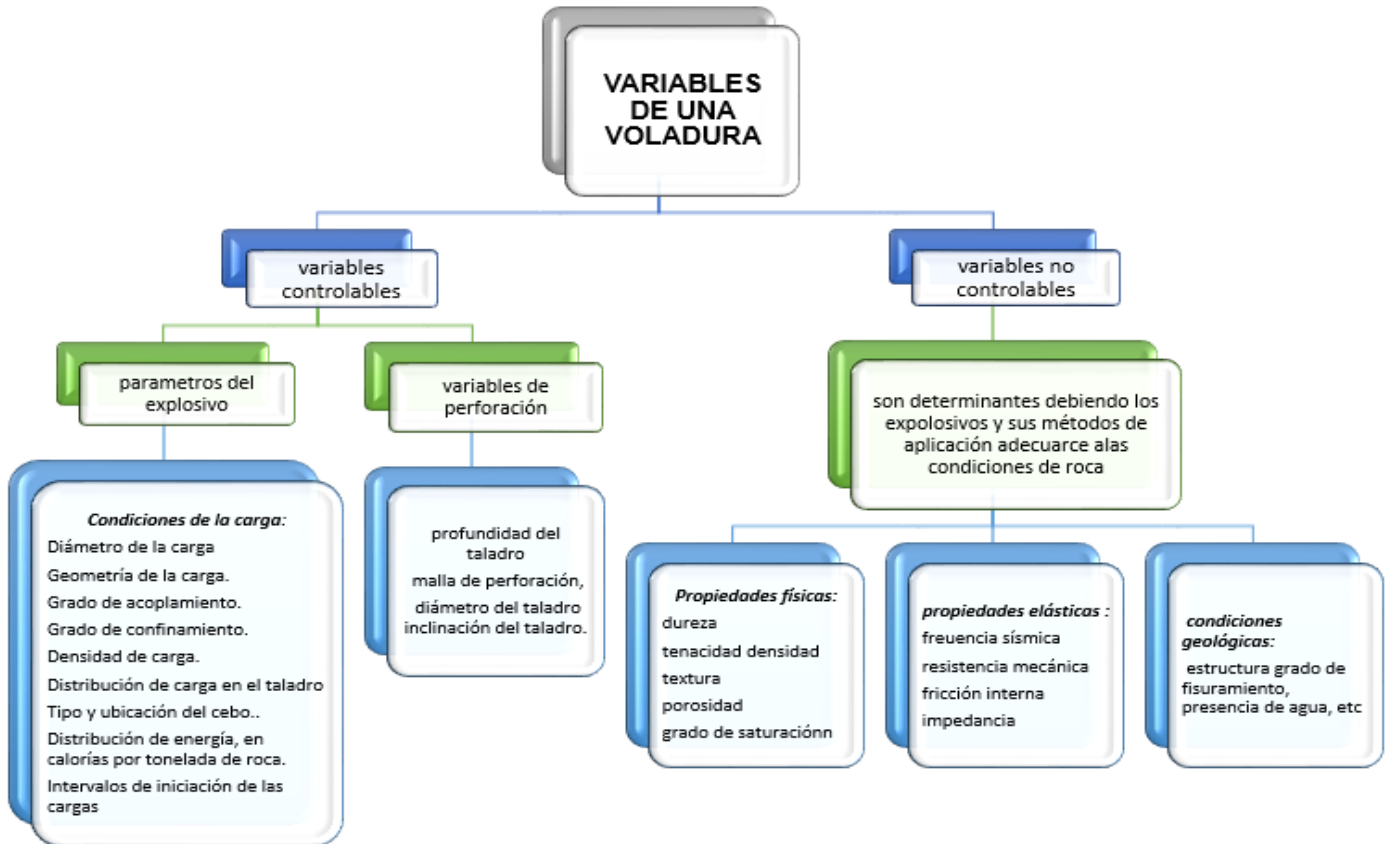 VARIABLES
DE UNA
VOLADURA
variables
controlables
variables no
controlables
parametros del
explosivo
variables de
perforación
son determinantes debiendo los
expolosivos y sus métodos de
aplicación adecuarce alas
condiciones de roca
Condiciones de la carga:
Diámetro de la carga
Geometría de la carga.
Grado de acoplamiento.
Grado de confinamiento.
Densidad de carga.
Distribución de carga en el taladro
Tipo y ubicación del cebo..
Distribución de energía, en
calorías por tonelada de roca.
Intervalos de iniciación de las
cargas
profundidad del
taladro
malla de perforación,
diámetro del taladro
inclinación del taladro.
Propiedades físicas:
dureza
tenacidad densidad
textura
porosidad
grado de saturaciónn
propiedades elásticas :
freuencia sísmica
resistencia mecánica
fricción interna
impedancia
condiciones
geológicas:
estructura grado de
fisuramiento,
presencia de agua, etc